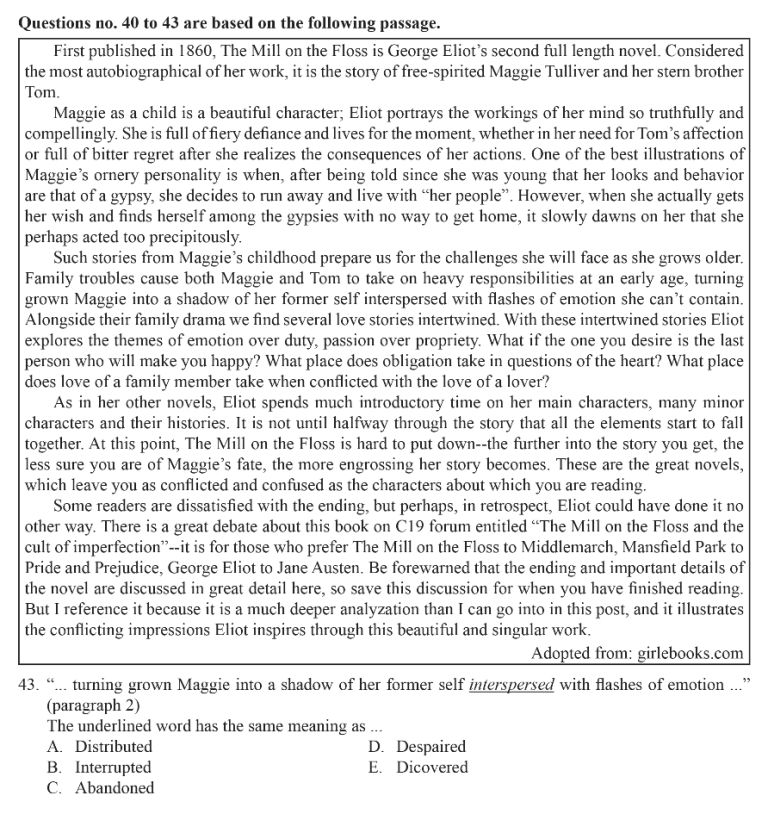 Questions no. 40 to 43 are based on the following passage.
First published in 1860, The Mill on the Floss is George Eliot’s second full length novel. Considered
the most autobiographical of her work, it is the story of free-spirited Maggie Tulliver and her stern brother
Tom.
Maggie as a child is a beautiful character; Eliot portrays the workings of her mind so truthfully and
compellingly. She is full of fiery defiance and lives for the moment, whether in her need for Tom’s affection
or full of bitter regret after she realizes the consequences of her actions. One of the best illustrations of
Maggie’s ornery personality is when, after being told since she was young that her looks and behavior
are that of a gypsy, she decides to run away and live with “her people”. However, when she actually gets
her wish and finds herself among the gypsies with no way to get home, it slowly dawns on her that she
perhaps acted too precipitously.
Such stories from Maggie’s childhood prepare us for the challenges she will face as she grows older.
Family troubles cause both Maggie and Tom to take on heavy responsibilities at an early age, turning
grown Maggie into a shadow of her former self interspersed with flashes of emotion she can’t contain.
Alongside their family drama we find several love stories intertwined. With these intertwined stories Eliot
explores the themes of emotion over duty, passion over propriety. What if the one you desire is the last
person who will make you happy? What place does obligation take in questions of the heart? What place
does love of a family member take when conflicted with the love of a lover?
As in her other novels, Eliot spends much introductory time on her main characters, many minor
characters and their histories. It is not until halfway through the story that all the elements start to fall
together. At this point, The Mill on the Floss is hard to put down--the further into the story you get, the
less sure you are of Maggie’s fate, the more engrossing her story becomes. These are the great novels,
which leave you as conflicted and confused as the characters about which you are reading.
Some readers are dissatisfied with the ending, but perhaps, in retrospect, Eliot could have done it no
other way. There is a great debate about this book on C19 forum entitled “The Mill on the Floss and the
cult of imperfection”--it is for those who prefer The Mill on the Floss to Middlemarch, Mansfield Park to
Pride and Prejudice, George Eliot to Jane Austen. Be forewarned that the ending and important details of
the novel are discussed in great detail here, so save this discussion for when you have finished reading.
But I reference it because it is a much deeper analyzation than I can go into in this post, and it illustrates
the conflicting impressions Eliot inspires through this beautiful and singular work.
Adopted from: girlebooks.com
43. “... turning grown Maggie into a shadow of her former self interspersed with flashes of emotion ...”
(paragraph 2)
The underlined word has the same meaning as ...
A. Distributed
B. Interrupted
C. Abandoned
D. Despaired
E. Dicovered